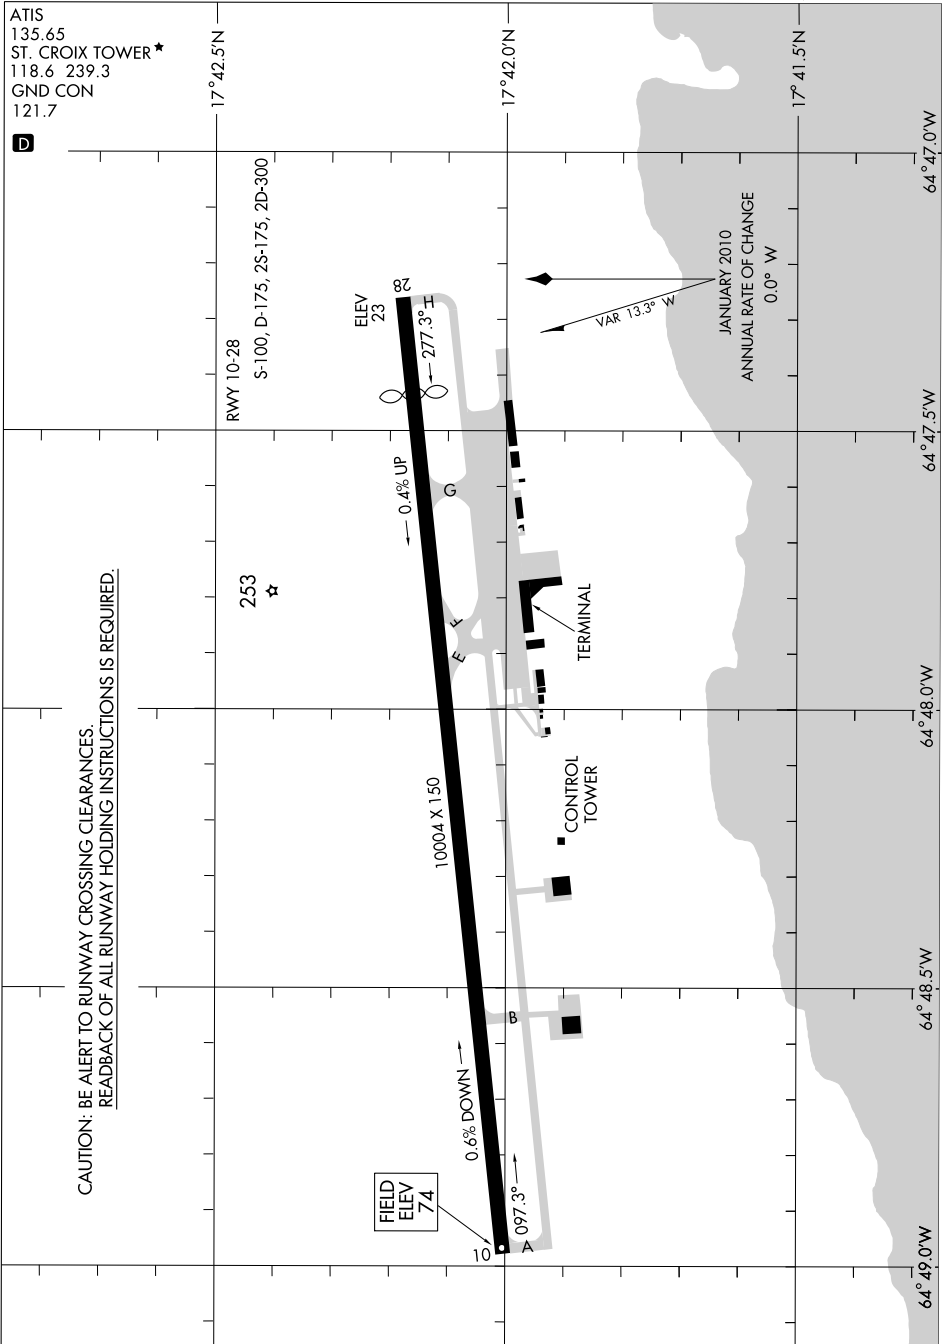 ATIS
135.65
ST. CROIX TOWER★
118.6 239.3
GND CON
121.7
D
17°42.5'N
17°42.0'N
17°41.5'N
64°47.0'W
64°47.5'W
64°48.0'W
64°48.5'W
64°49.0'W
RWY 10-28
S-100, D-175, 2S-175, 2D-300
ELEV
23
28
H
277.3°
VAR 13.3° W
JANUARY 2010
ANNUAL RATE OF CHANGE
0.0° W
0.4% UP
G
253
F
E
TERMINAL
CAUTION: BE ALERT TO RUNWAY CROSSING CLEARANCES.
READBACK OF ALL RUNWAY HOLDING INSTRUCTIONS IS REQUIRED.
10004 X 150
CONTROL
TOWER
B
0.6% DOWN
FIELD
ELEV
74
097.3°
10
A